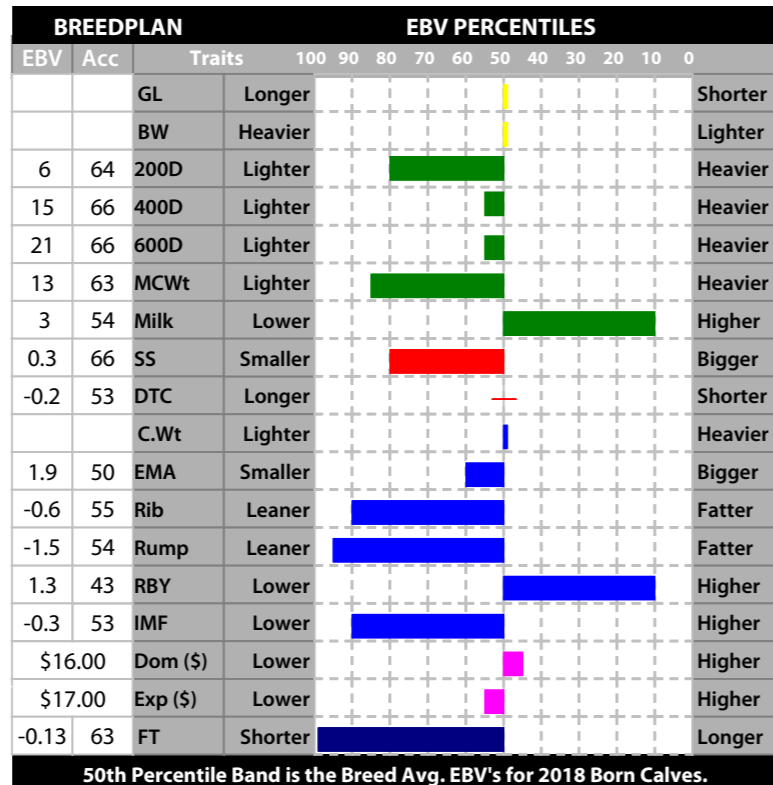 BREEDPLAN EBV PERCENTILES
EBV Acc Traits 100 90 80 70 60 50 40 30 20 10 0
GL Longer Shorter
BW Heavier Lighter
6 64 200D Lighter Heavier
15 66 400D Lighter Heavier
21 66 600D Lighter Heavier
13 63 MCWt Lighter Heavier
3 54 Milk Lower Higher
0.3 66 SS Smaller Bigger
-0.2 53 DTC Longer Shorter
C.Wt Lighter Heavier
1.9 50 EMA Smaller Bigger
-0.6 55 Rib Leaner Fatter
-1.5 54 Rump Leaner Fatter
1.3 43 RBY Lower Higher
-0.3 53 IMF Lower Higher
$16.00 Dom ($) Lower Higher
$17.00 Exp ($) Lower Higher
-0.13 63 FT Shorter Longer
50th Percentile Band is the Breed Avg. EBV's for 2018 Born Calves.